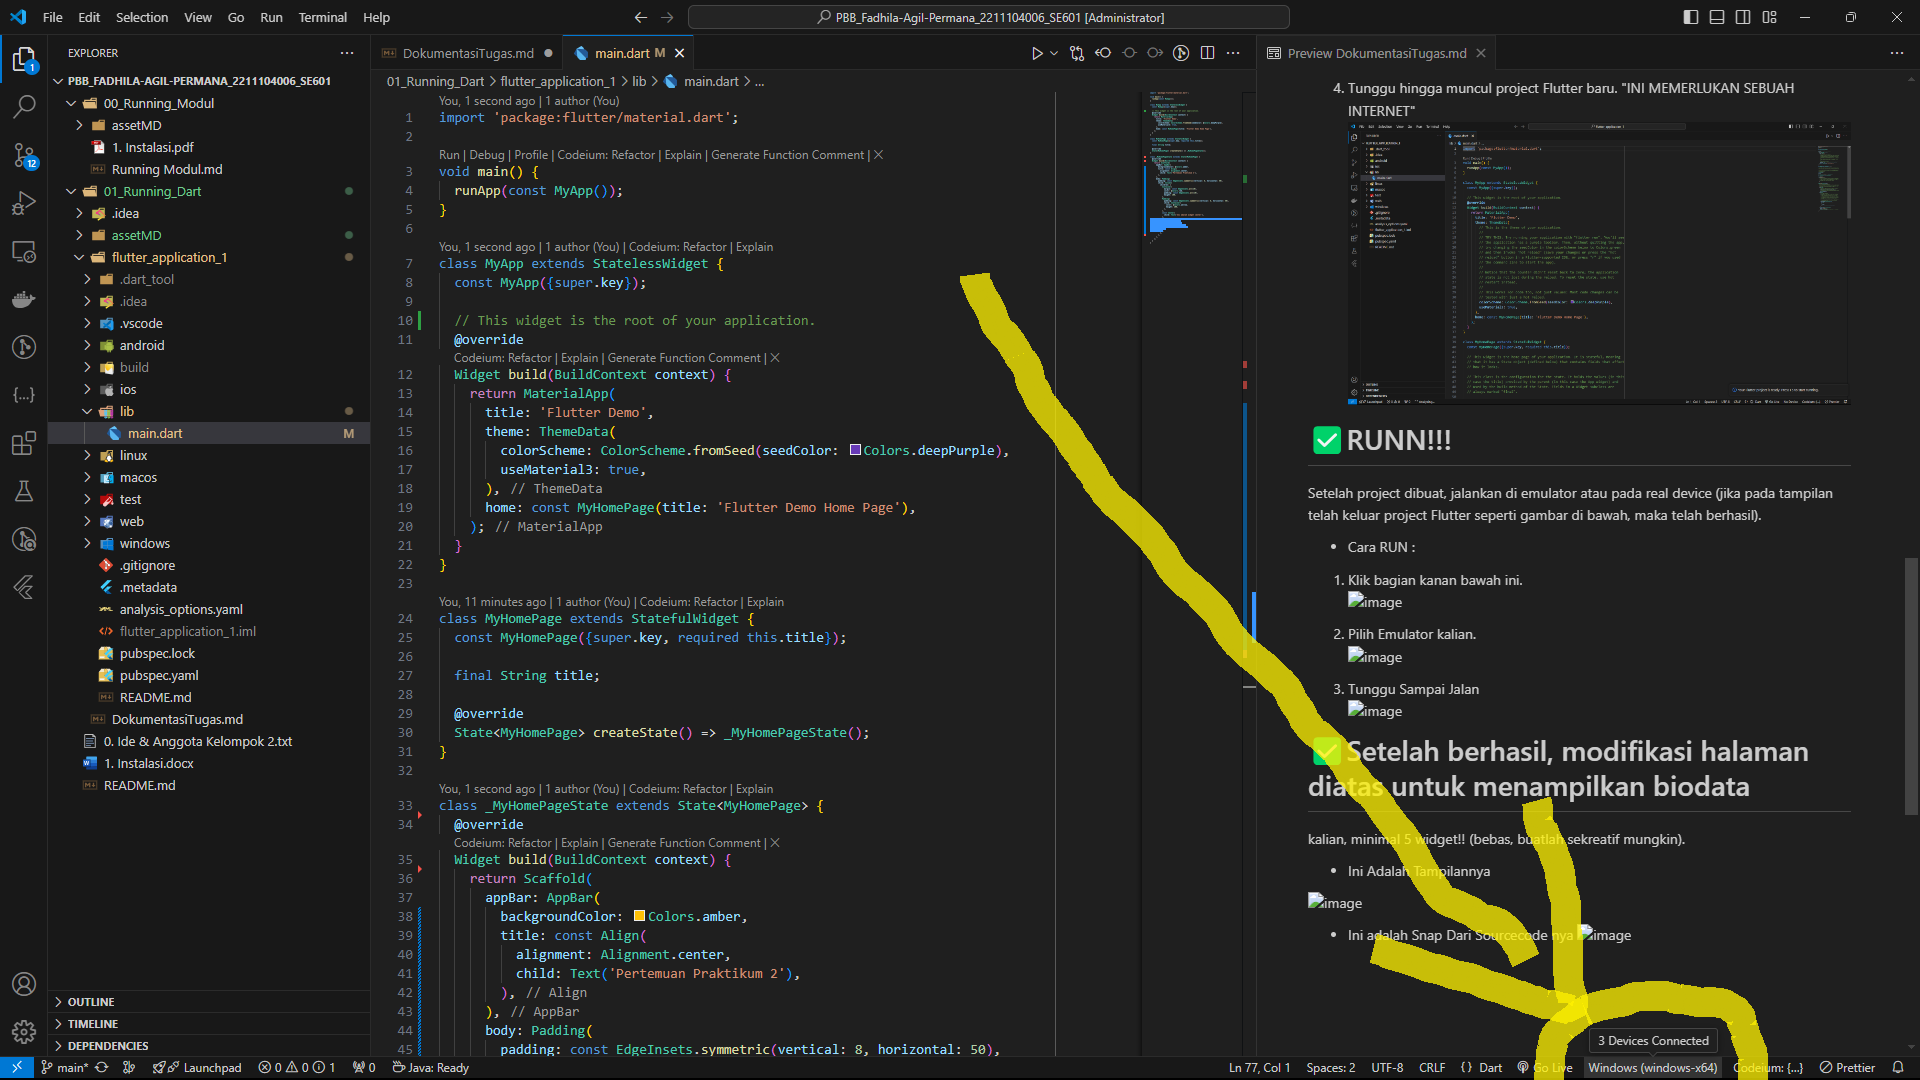 File Edit Selection View Go Run Terminal Help
PBB_Fadhila-Agil-Permana_2211104006_SE601 [Administrator]
EXPLORER
1
12
PBB_FADHILA-AGIL-PERMANA_2211104006_SE601
00_Running_Modul
assetMD
1. Instalasi.pdf
Running Modul.md
01_Running_Dart
.idea
assetMD
flutter_application_1
.dart_tool
.idea
.vscode
android
build
ios
lib
main.dart M
linux
macos
test
web
windows
.gitignore
.metadata
analysis_options.yaml
flutter_application_1.iml
pubspec.lock
pubspec.yaml
README.md
DokumentasiTugas.md
0. Ide & Anggota Kelompok 2.txt
1. Instalasi.docx
README.md
OUTLINE
TIMELINE
DEPENDENCIES
DokumentasiTugas.md
main.dart M
01_Running_Dart > flutter_application_1 > lib > main.dart > ...
You, 1 second ago | 1 author (You)
1 import 'package:flutter/material.dart';
2
Run | Debug | Profile | Codeium: Refactor | Explain | Generate Function Comment | X
3 void main() {
4 runApp(const MyApp());
5 }
6
You, 1 second ago | 1 author (You) | Codeium: Refactor | Explain
7 class MyApp extends StatelessWidget {
8 const MyApp({super.key});
9
10 // This widget is the root of your application.
11 @override
Codeium: Refactor | Explain | Generate Function Comment | X
12 Widget build(BuildContext context) {
13 return MaterialApp(
14 title: 'Flutter Demo',
15 theme: ThemeData(
16 colorScheme: ColorScheme.fromSeed(seedColor: Colors.deepPurple),
17 useMaterial3: true,
18 ), // ThemeData
19 home: const MyHomePage(title: 'Flutter Demo Home Page'),
20 ); // MaterialApp
21 }
22 }
23
You, 11 minutes ago | 1 author (You) | Codeium: Refactor | Explain
24 class MyHomePage extends StatefulWidget {
25 const MyHomePage({super.key, required this.title});
26
27 final String title;
28
29 @override
30 State<MyHomePage> createState() => _MyHomePageState();
31 }
32
You, 1 second ago | 1 author (You) | Codeium: Refactor | Explain
33 class _MyHomePageState extends State<MyHomePage> {
34 @override
Codeium: Refactor | Explain | Generate Function Comment | X
35 Widget build(BuildContext context) {
36 return Scaffold(
37 appBar: AppBar(
38 backgroundColor: Colors.amber,
39 title: const Align(
40 alignment: Alignment.center,
41 child: Text('Pertemuan Praktikum 2'),
42 ), // Align
43 ), // AppBar
44 body: Padding(
45 padding: const EdgeInsets.symmetric(vertical: 8, horizontal: 50),
Preview DokumentasiTugas.md
4. Tunggu hingga muncul project Flutter baru. "INI MEMERLUKAN SEBUAH
INTERNET"
RUNN!!!
Setelah project dibuat, jalankan di emulator atau pada real device (jika pada tampilan
telah keluar project Flutter seperti gambar di bawah, maka telah berhasil).
• Cara RUN :
1. Klik bagian kanan bawah ini.
image
2. Pilih Emulator kalian.
image
3. Tunggu Sampai Jalan
image
Setelah berhasil, modifikasi halaman
diatas untuk menampilkan biodata
kalian, minimal 5 widget!! (bebas, buatlah sekreatif mungkin).
• Ini Adalah Tampilannya
image
• Ini adalah Snap Dari Sourcecode nya image
3 Devices Connected
main* Launchpad 0 0 1 0 Java: Ready
Ln 77, Col 1 Spaces: 2 UTF-8 CRLF {} Dart Go Live Windows (windows-x64) Codeium: {...} Prettier